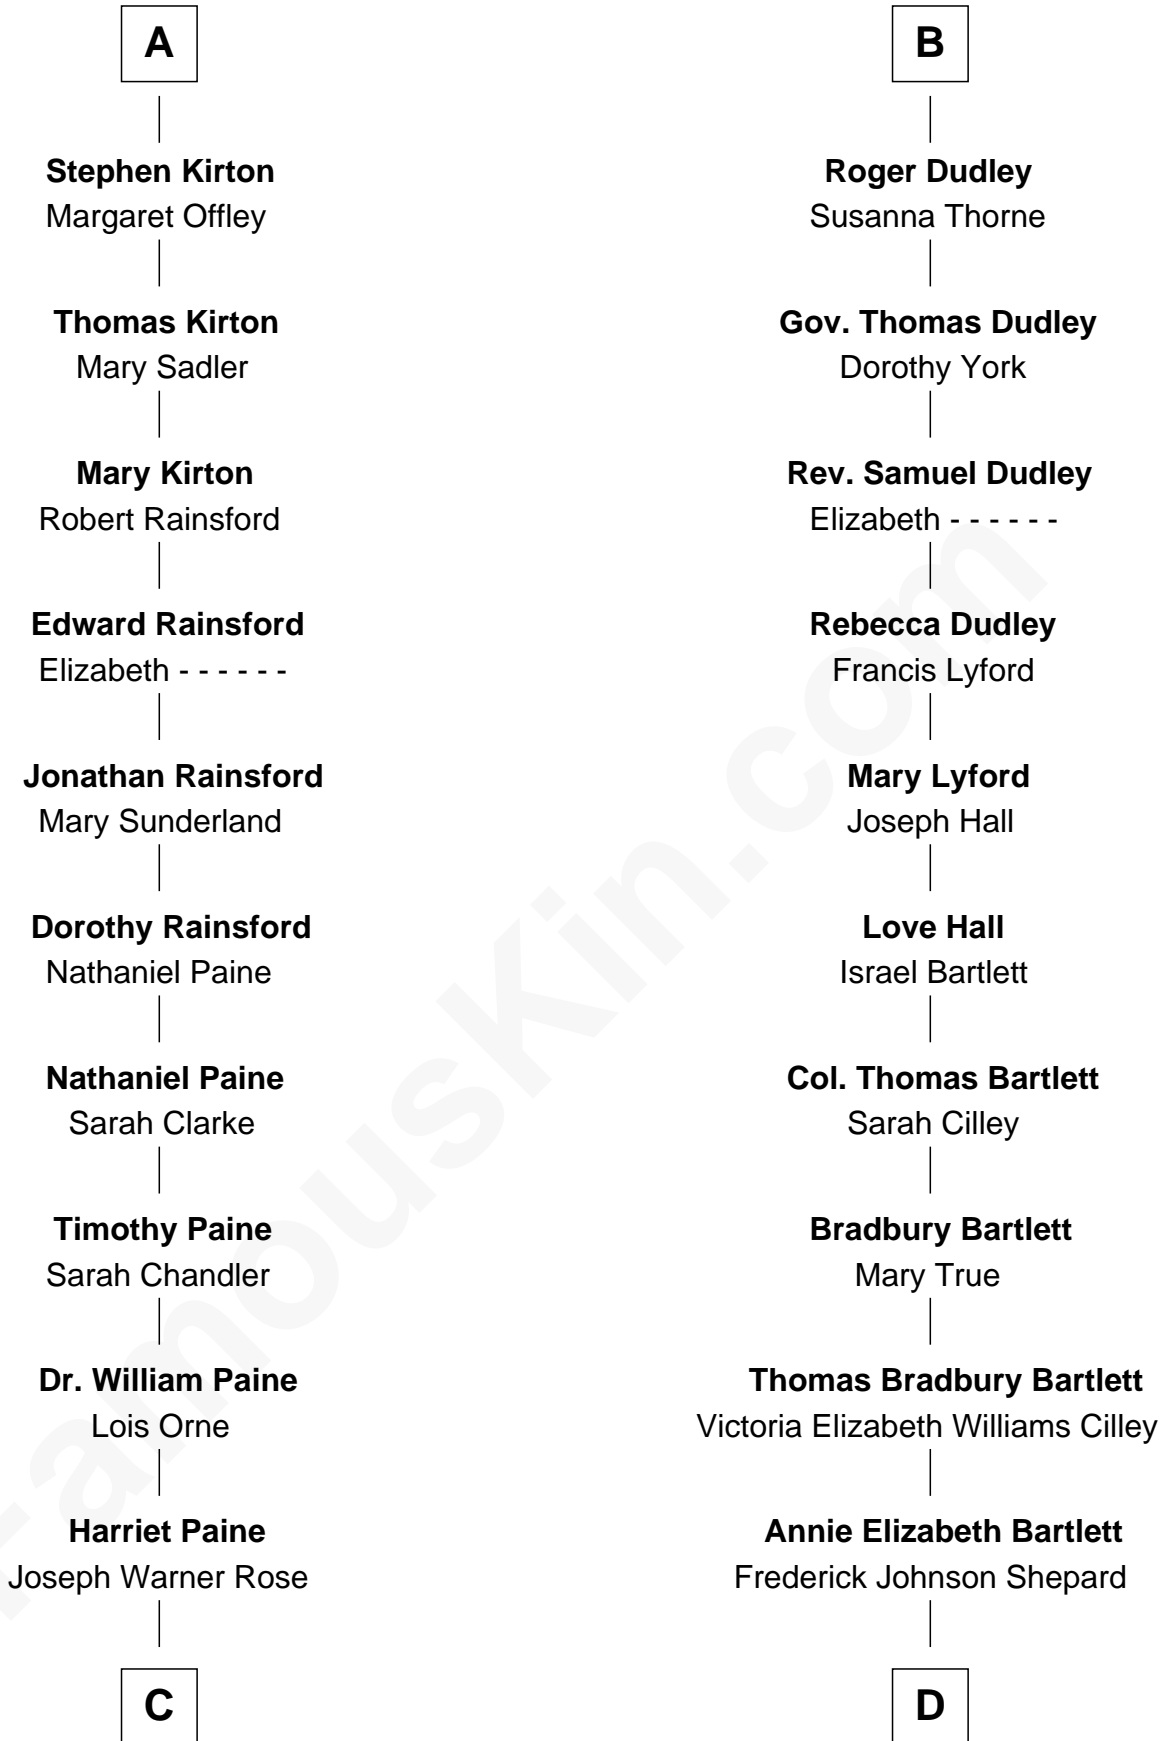 A
Stephen Kirton
Margaret Offley
Thomas Kirton
Mary Sadler
Mary Kirton
Robert Rainsford
Edward Rainsford
Elizabeth - - - - - -
Jonathan Rainsford
Mary Sunderland
Dorothy Rainsford
Nathaniel Paine
Nathaniel Paine
Sarah Clarke
Timothy Paine
Sarah Chandler
Dr. William Paine
Lois Orne
Harriet Paine
Joseph Warner Rose
C
B
Roger Dudley
Susanna Thorne
Gov. Thomas Dudley
Dorothy York
Rev. Samuel Dudley
Elizabeth - - - - - -
Rebecca Dudley
Francis Lyford
Mary Lyford
Joseph Hall
Love Hall
Israel Bartlett
Col. Thomas Bartlett
Sarah Cilley
Bradbury Bartlett
Mary True
Thomas Bradbury Bartlett
Victoria Elizabeth Williams Cilley
Annie Elizabeth Bartlett
Frederick Johnson Shepard
D
FamousKin.com